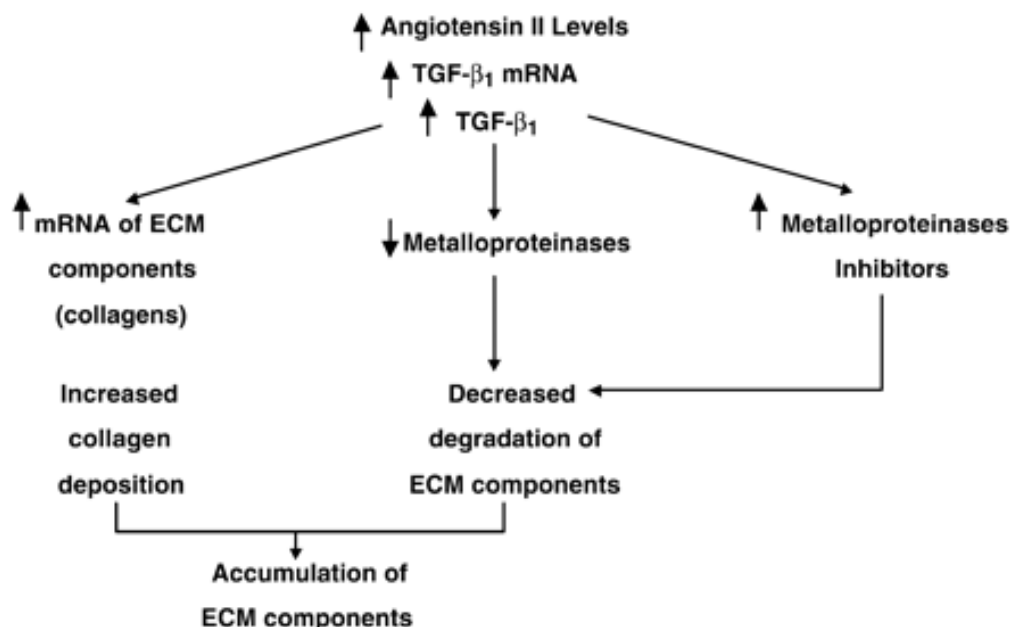 Angiotensin II Levels
TGF-β₁ mRNA
TGF-β₁
mRNA of ECM
components
(collagens)
Metalloproteinases
Metalloproteinases
Inhibitors
Increased
collagen
deposition
Decreased
degradation of
ECM components
Accumulation of
ECM components